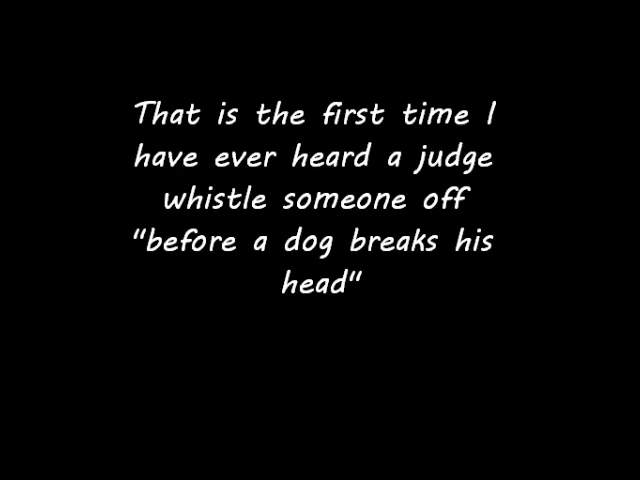 That is the first time I
have ever heard a judge
whistle someone off
"before a dog breaks his
head"